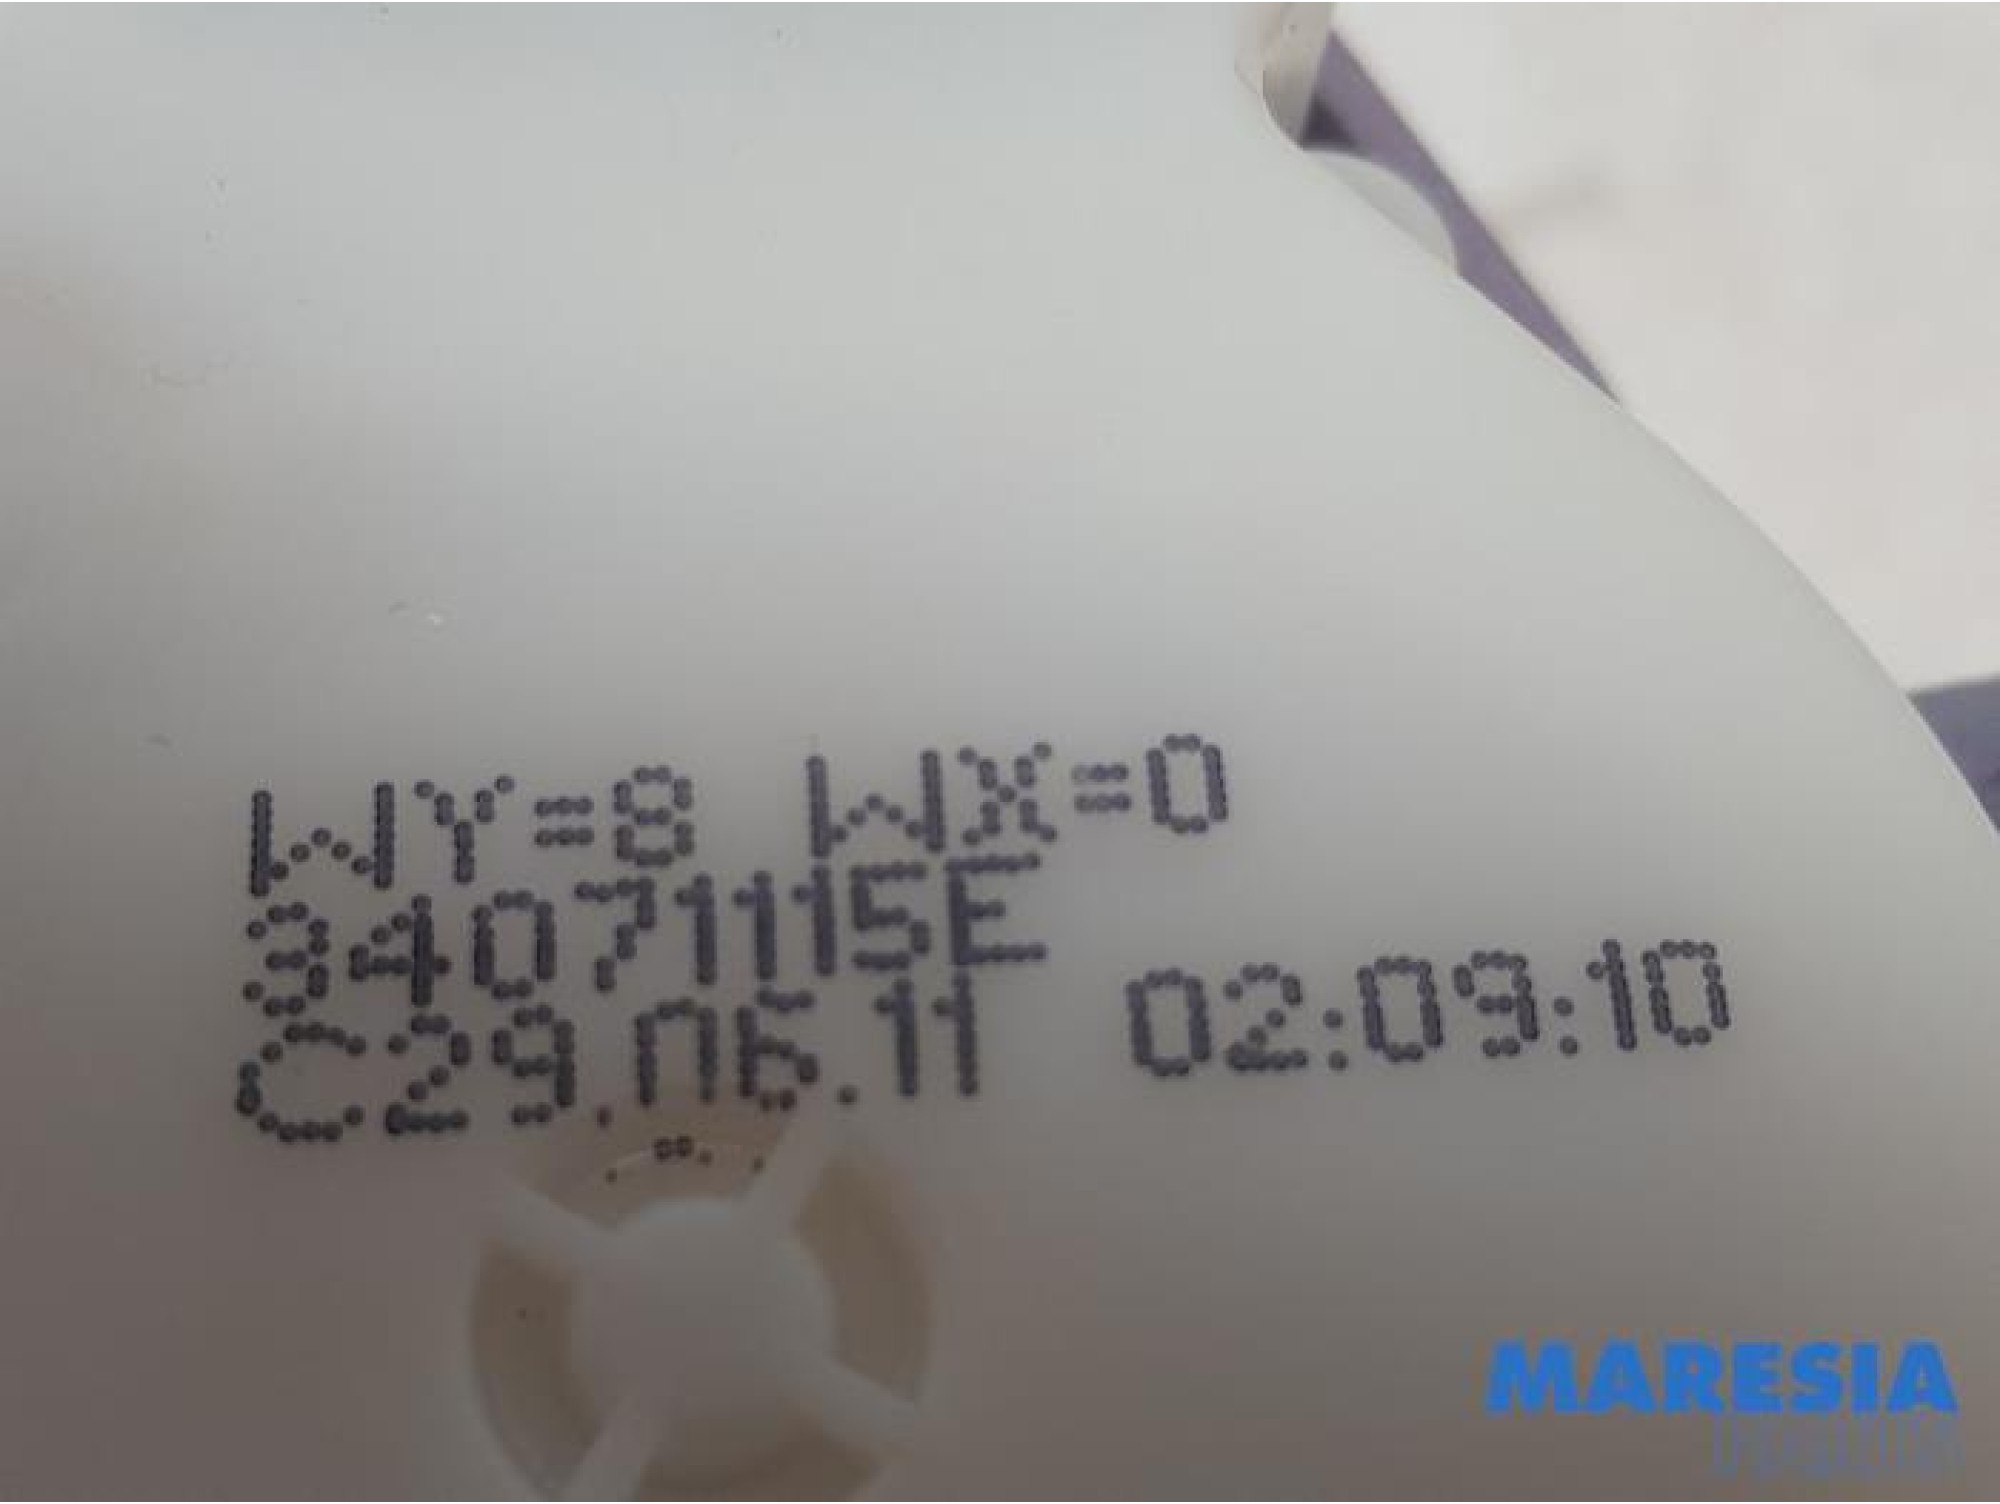 WY=8 WX=0
34071115E
C29.06.11 02:09:10
MARESIA